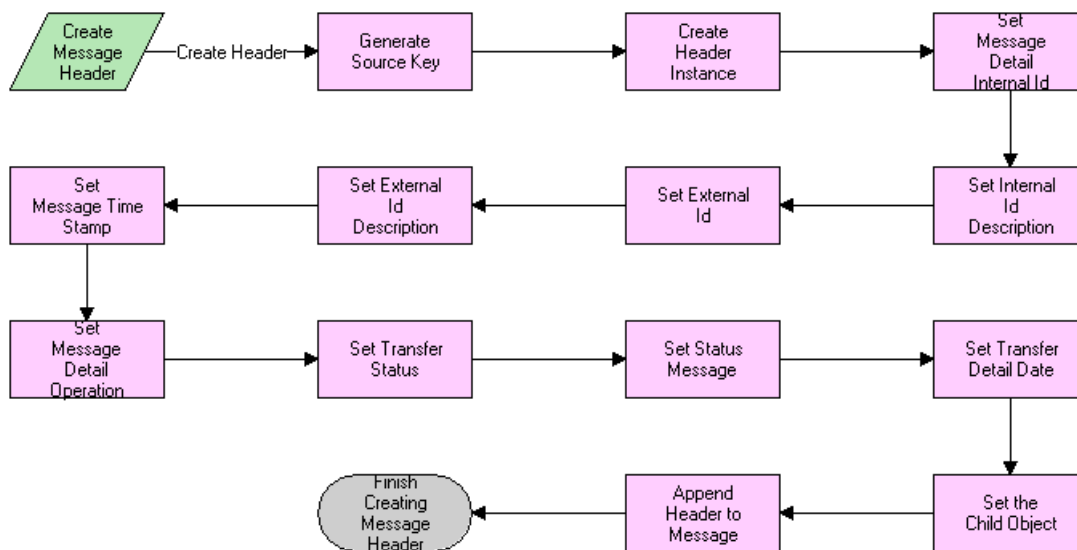 Create
Message
Header
Create Header
Generate
Source Key
Create
Header
Instance
Set
Message
Detail
Internal Id
Set
Message Time
Stamp
Set External
Id
Description
Set External
Id
Set Internal
Id
Description
Set
Message
Detail
Operation
Set Transfer
Status
Set Status
Message
Set Transfer
Detail Date
Finish
Creating
Message
Header
Append
Header to
Message
Set the
Child Object